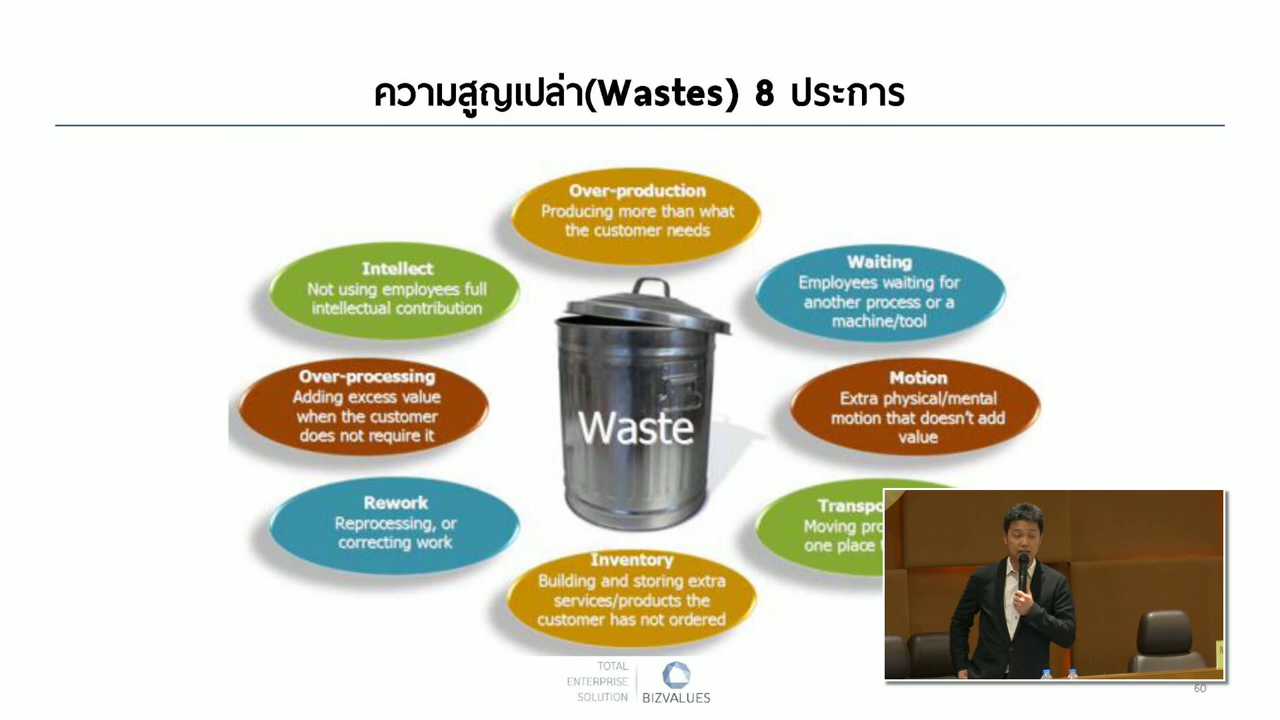 ความสูญเปล่า(Wastes) 8 ประการ
Over-production
Producing more than what
the customer needs
Waiting
Employees waiting for
another process or a
machine/tool
Motion
Extra physical/mental
motion that doesn't add
value
Moving
one place
Inventory
Building and storing extra
services/products the
customer has not ordered
Rework
Reprocessing, or
correcting work
Over-processing
Adding excess value
when the customer
does not require it
Intellect
Not using employees full
intellectual contribution
Waste
TOTAL
ENTERPRISE
SOLUTION
BIZVALUES
60